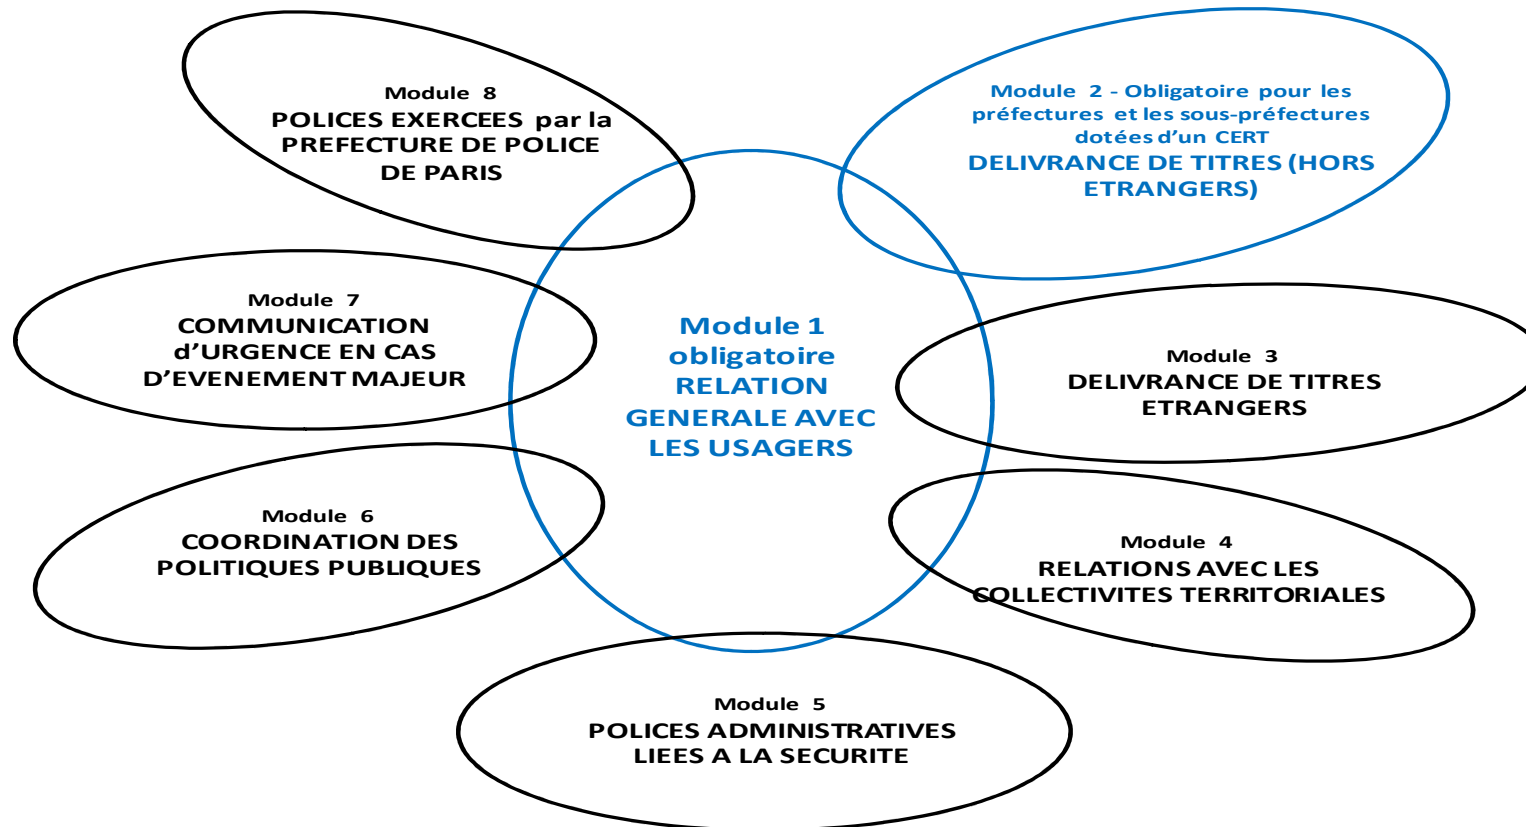 Module 8
POLICES EXERCEES par la
PREFECTURE DE POLICE
DE PARIS
Module 2 - Obligatoire pour les
préfectures et les sous-préfectures
dotées d’un CERT
DELIVRANCE DE TITRES (HORS
ETRANGERS)
Module 7
COMMUNICATION
d’URGENCE EN CAS
D’EVENEMENT MAJEUR
Module 1
obligatoire
RELATION
GENERALE AVEC
LES USAGERS
Module 3
DELIVRANCE DE TITRES
ETRANGERS
Module 6
COORDINATION DES
POLITIQUES PUBLIQUES
Module 4
RELATIONS AVEC LES
COLLECTIVITES TERRITORIALES
Module 5
POLICES ADMINISTRATIVES
LIEES A LA SECURITE